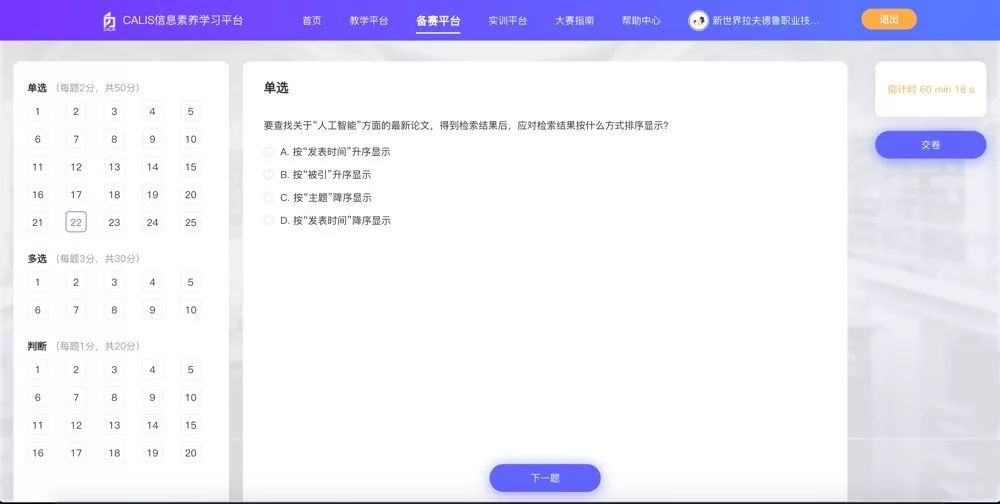 CALIS信息素养学习平台
首页 教学平台 备赛平台 实训平台 大赛指南 帮助中心 新世界拉夫德鲁职业技... 退出
单选 (每题2分，共50分)
1 2 3 4 5
6 7 8 9 10
11 12 13 14 15
16 17 18 19 20
21 22 23 24 25
多选 (每题3分，共30分)
1 2 3 4 5
6 7 8 9 10
判断 (每题1分，共20分)
1 2 3 4 5
6 7 8 9 10
11 12 13 14 15
16 17 18 19 20
单选
要查找关于“人工智能”方面的最新论文，得到检索结果后，应对检索结果按什么方式排序显示?
A. 按“发表时间”升序显示
B. 按“被引”升序显示
C. 按“主题”降序显示
D. 按“发表时间”降序显示
下一题
倒计时 60 min 18 s
交卷